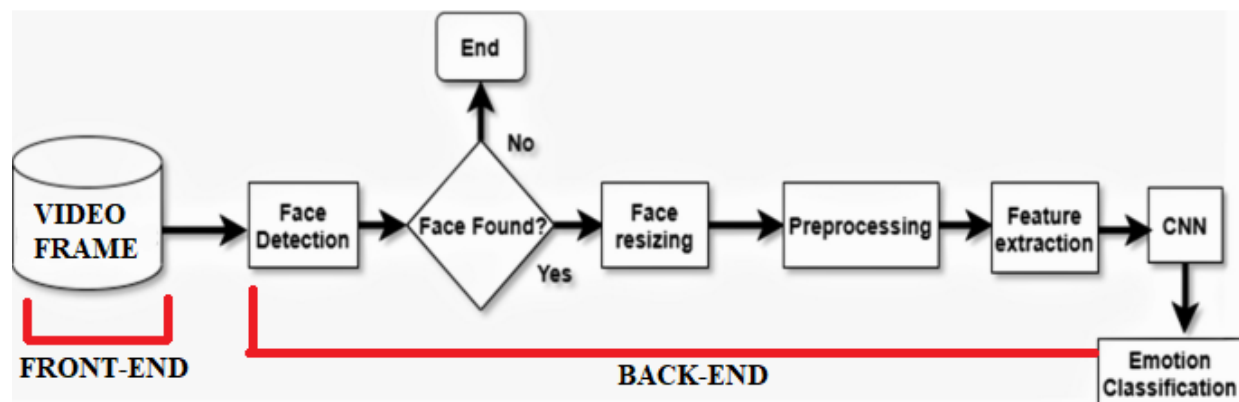 End
No
VIDEO
FRAME
Face
Detection
Face Found?
Yes
Face
resizing
Preprocessing
Feature
extraction
CNN
Emotion
Classification
FRONT-END
BACK-END